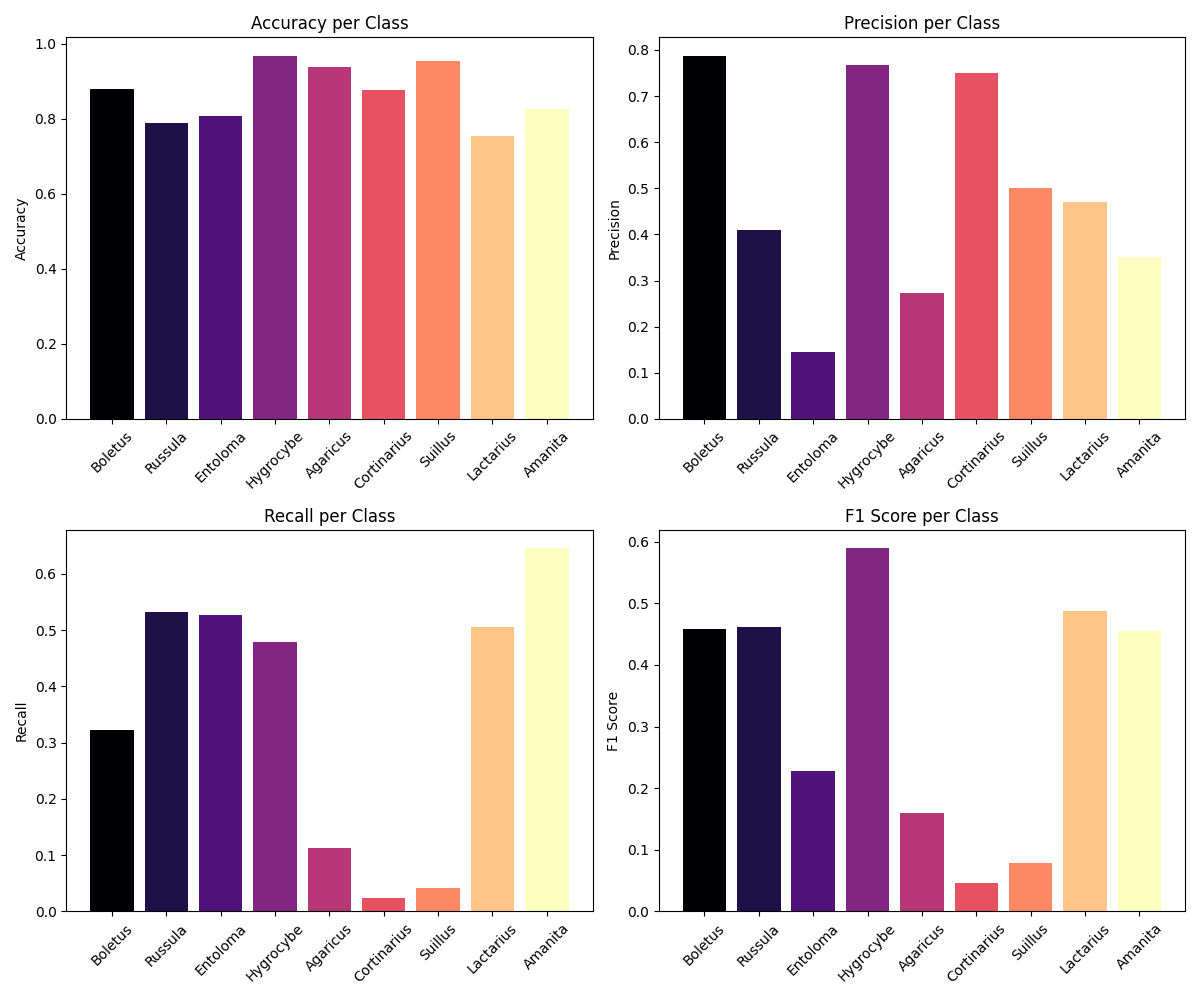 Accuracy per Class
Accuracy
1.0
0.8
0.6
0.4
0.2
0.0
Boletus
Russula
Entoloma
Hygrocybe
Agaricus
Cortinarius
Suillus
Lactarius
Amanita
Precision per Class
Precision
0.8
0.7
0.6
0.5
0.4
0.3
0.2
0.1
0.0
Boletus
Russula
Entoloma
Hygrocybe
Agaricus
Cortinarius
Suillus
Lactarius
Amanita
Recall per Class
Recall
0.6
0.5
0.4
0.3
0.2
0.1
0.0
Boletus
Russula
Entoloma
Hygrocybe
Agaricus
Cortinarius
Suillus
Lactarius
Amanita
F1 Score per Class
F1 Score
0.6
0.5
0.4
0.3
0.2
0.1
0.0
Boletus
Russula
Entoloma
Hygrocybe
Agaricus
Cortinarius
Suillus
Lactarius
Amanita